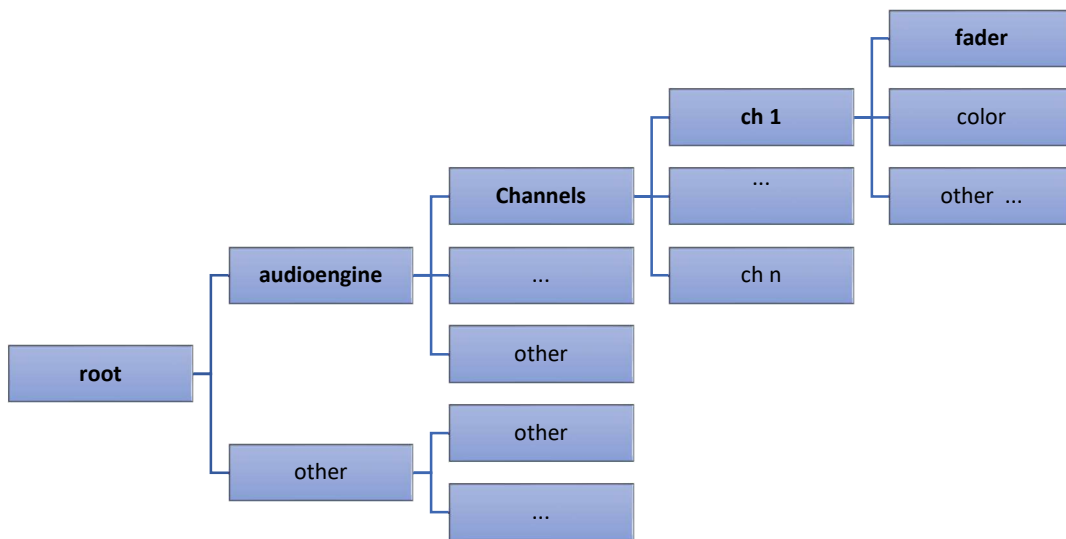 fader
ch 1
color
Channels
...
other ...
audioengine
...
ch n
root
other
other
other
...